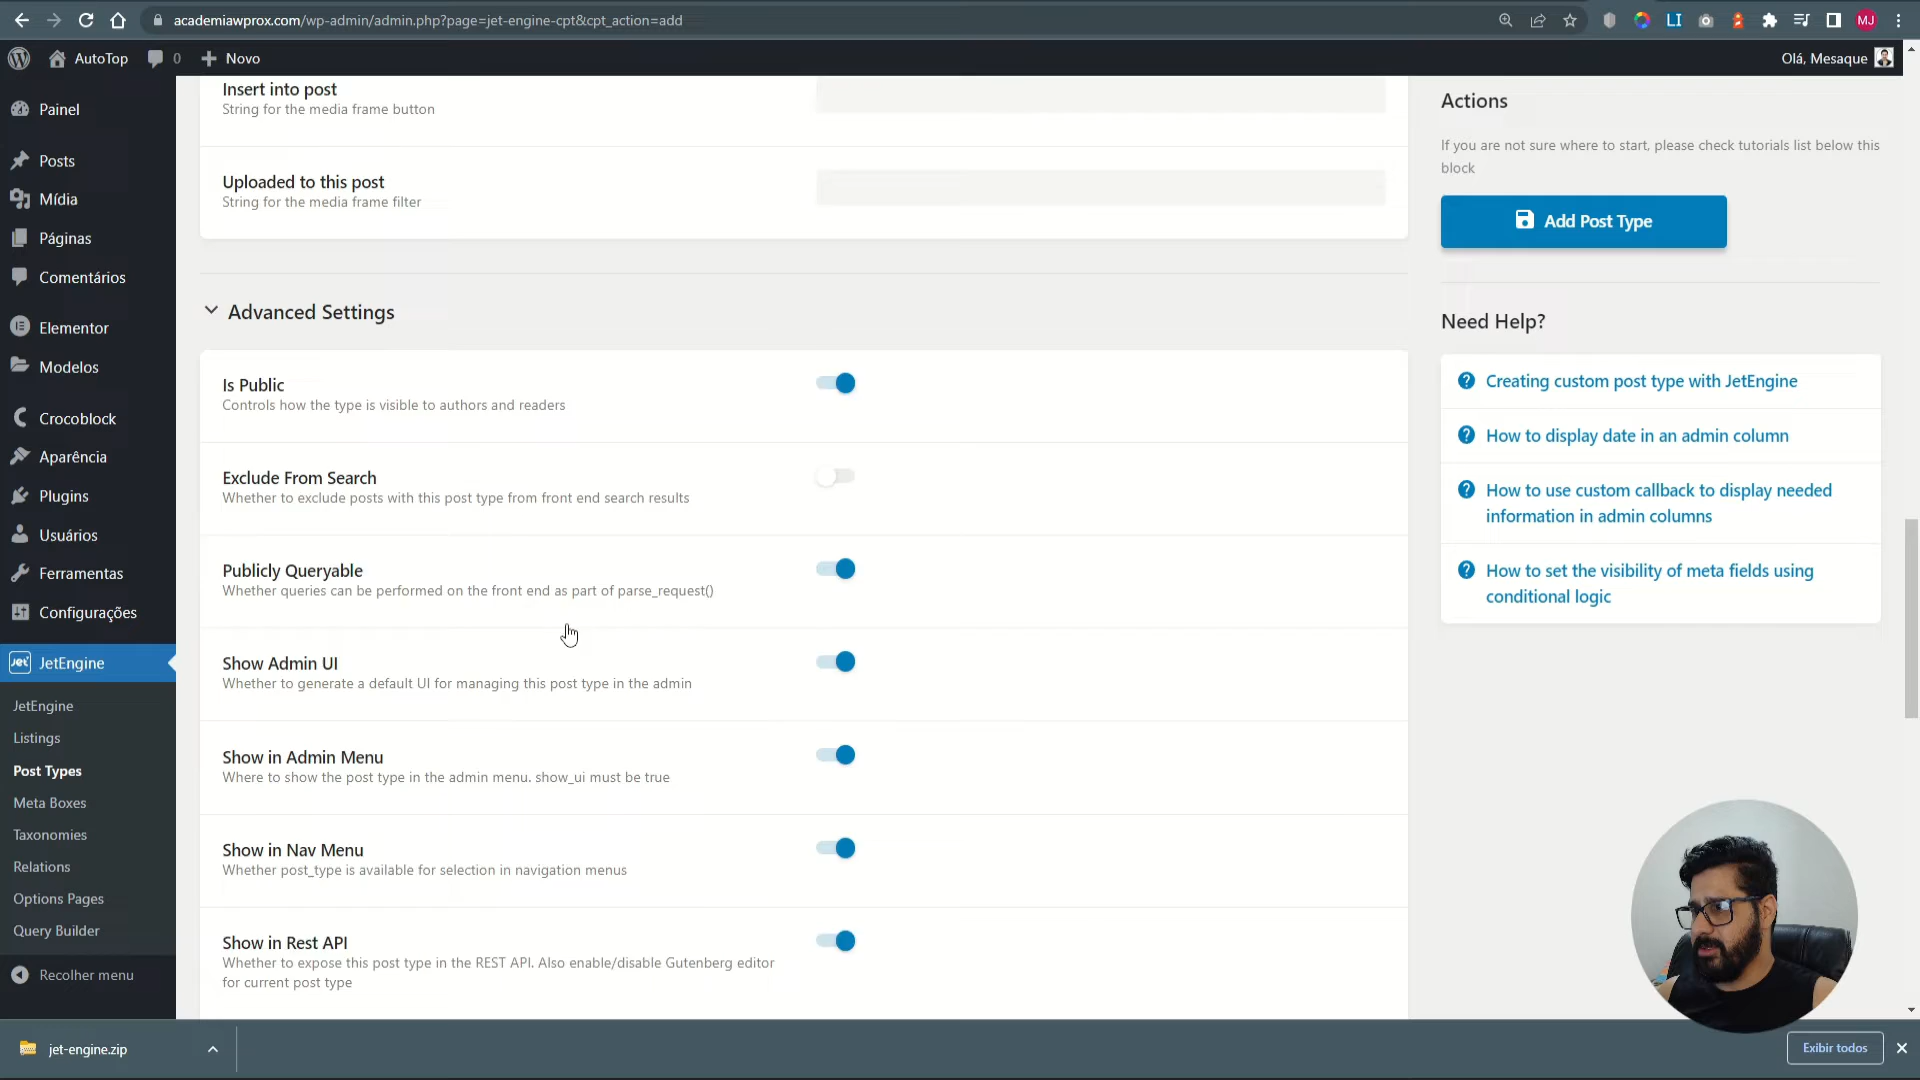 academiawprox.com/wp-admin/admin.php?page=jet-engine-cpt&cpt_action=add
LI
MJ
AutoTop
0
Novo
Olá, Mesaque
Painel
Posts
Mídia
Páginas
Comentários
Elementor
Modelos
Crocoblock
Aparência
Plugins
Usuários
Ferramentas
Configurações
Jet
JetEngine
JetEngine
Listings
Post Types
Meta Boxes
Taxonomies
Relations
Options Pages
Query Builder
Recolher menu
Insert into post
String for the media frame button
Uploaded to this post
String for the media frame filter
Advanced Settings
Is Public
Controls how the type is visible to authors and readers
Exclude From Search
Whether to exclude posts with this post type from front end search results
Publicly Queryable
Whether queries can be performed on the front end as part of parse_request()
Show Admin UI
Whether to generate a default UI for managing this post type in the admin
Show in Admin Menu
Where to show the post type in the admin menu. show_ui must be true
Show in Nav Menu
Whether post_type is available for selection in navigation menus
Show in Rest API
Whether to expose this post type in the REST API. Also enable/disable Gutenberg editor
for current post type
Actions
If you are not sure where to start, please check tutorials list below this
block
Add Post Type
Need Help?
Creating custom post type with JetEngine
How to display date in an admin column
How to use custom callback to display needed
information in admin columns
How to set the visibility of meta fields using
conditional logic
jet-engine.zip
Exibir todos